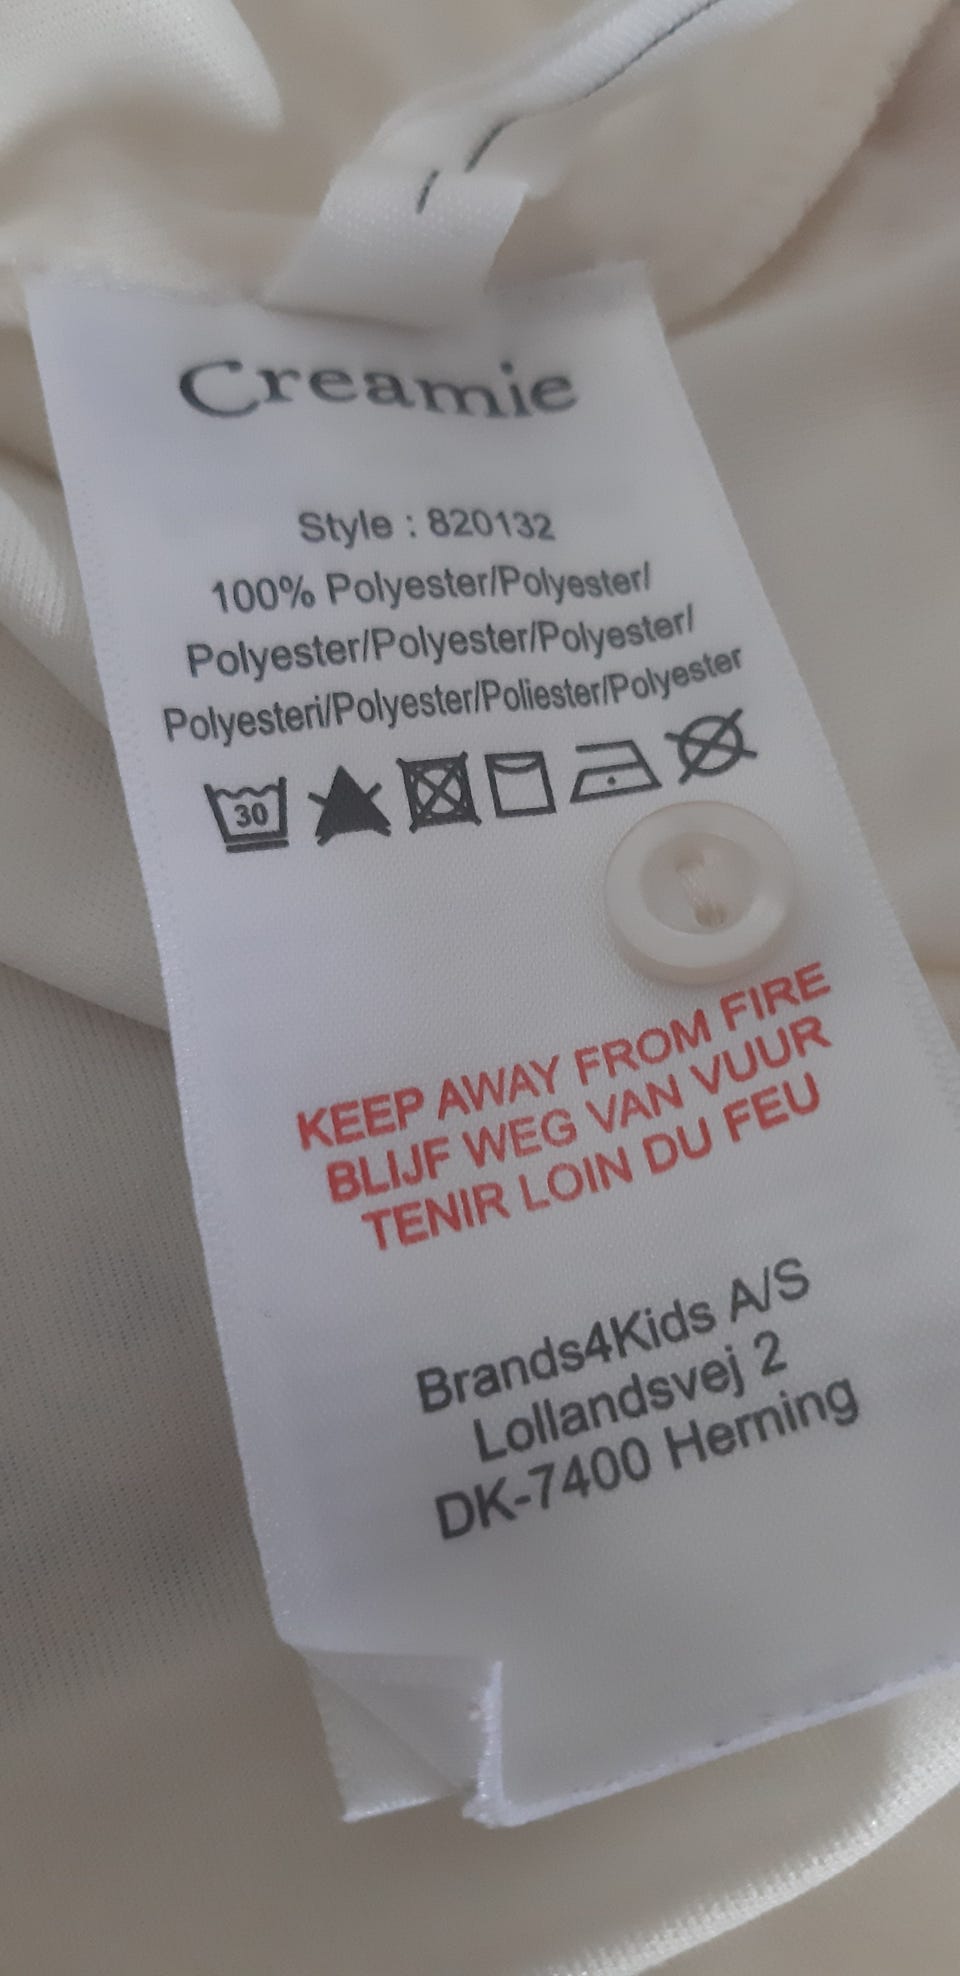 Creamie
Style : 820132
100% Polyester/Polyester/
Polyester/Polyester/Polyester/
Polyesteri/Polyester/Poliester/Polyester
30
KEEP AWAY FROM FIRE
BLIJF WEG VAN VUUR
TENIR LOIN DU FEU
Brands4Kids A/S
Lollandsvej 2
DK-7400 Herning